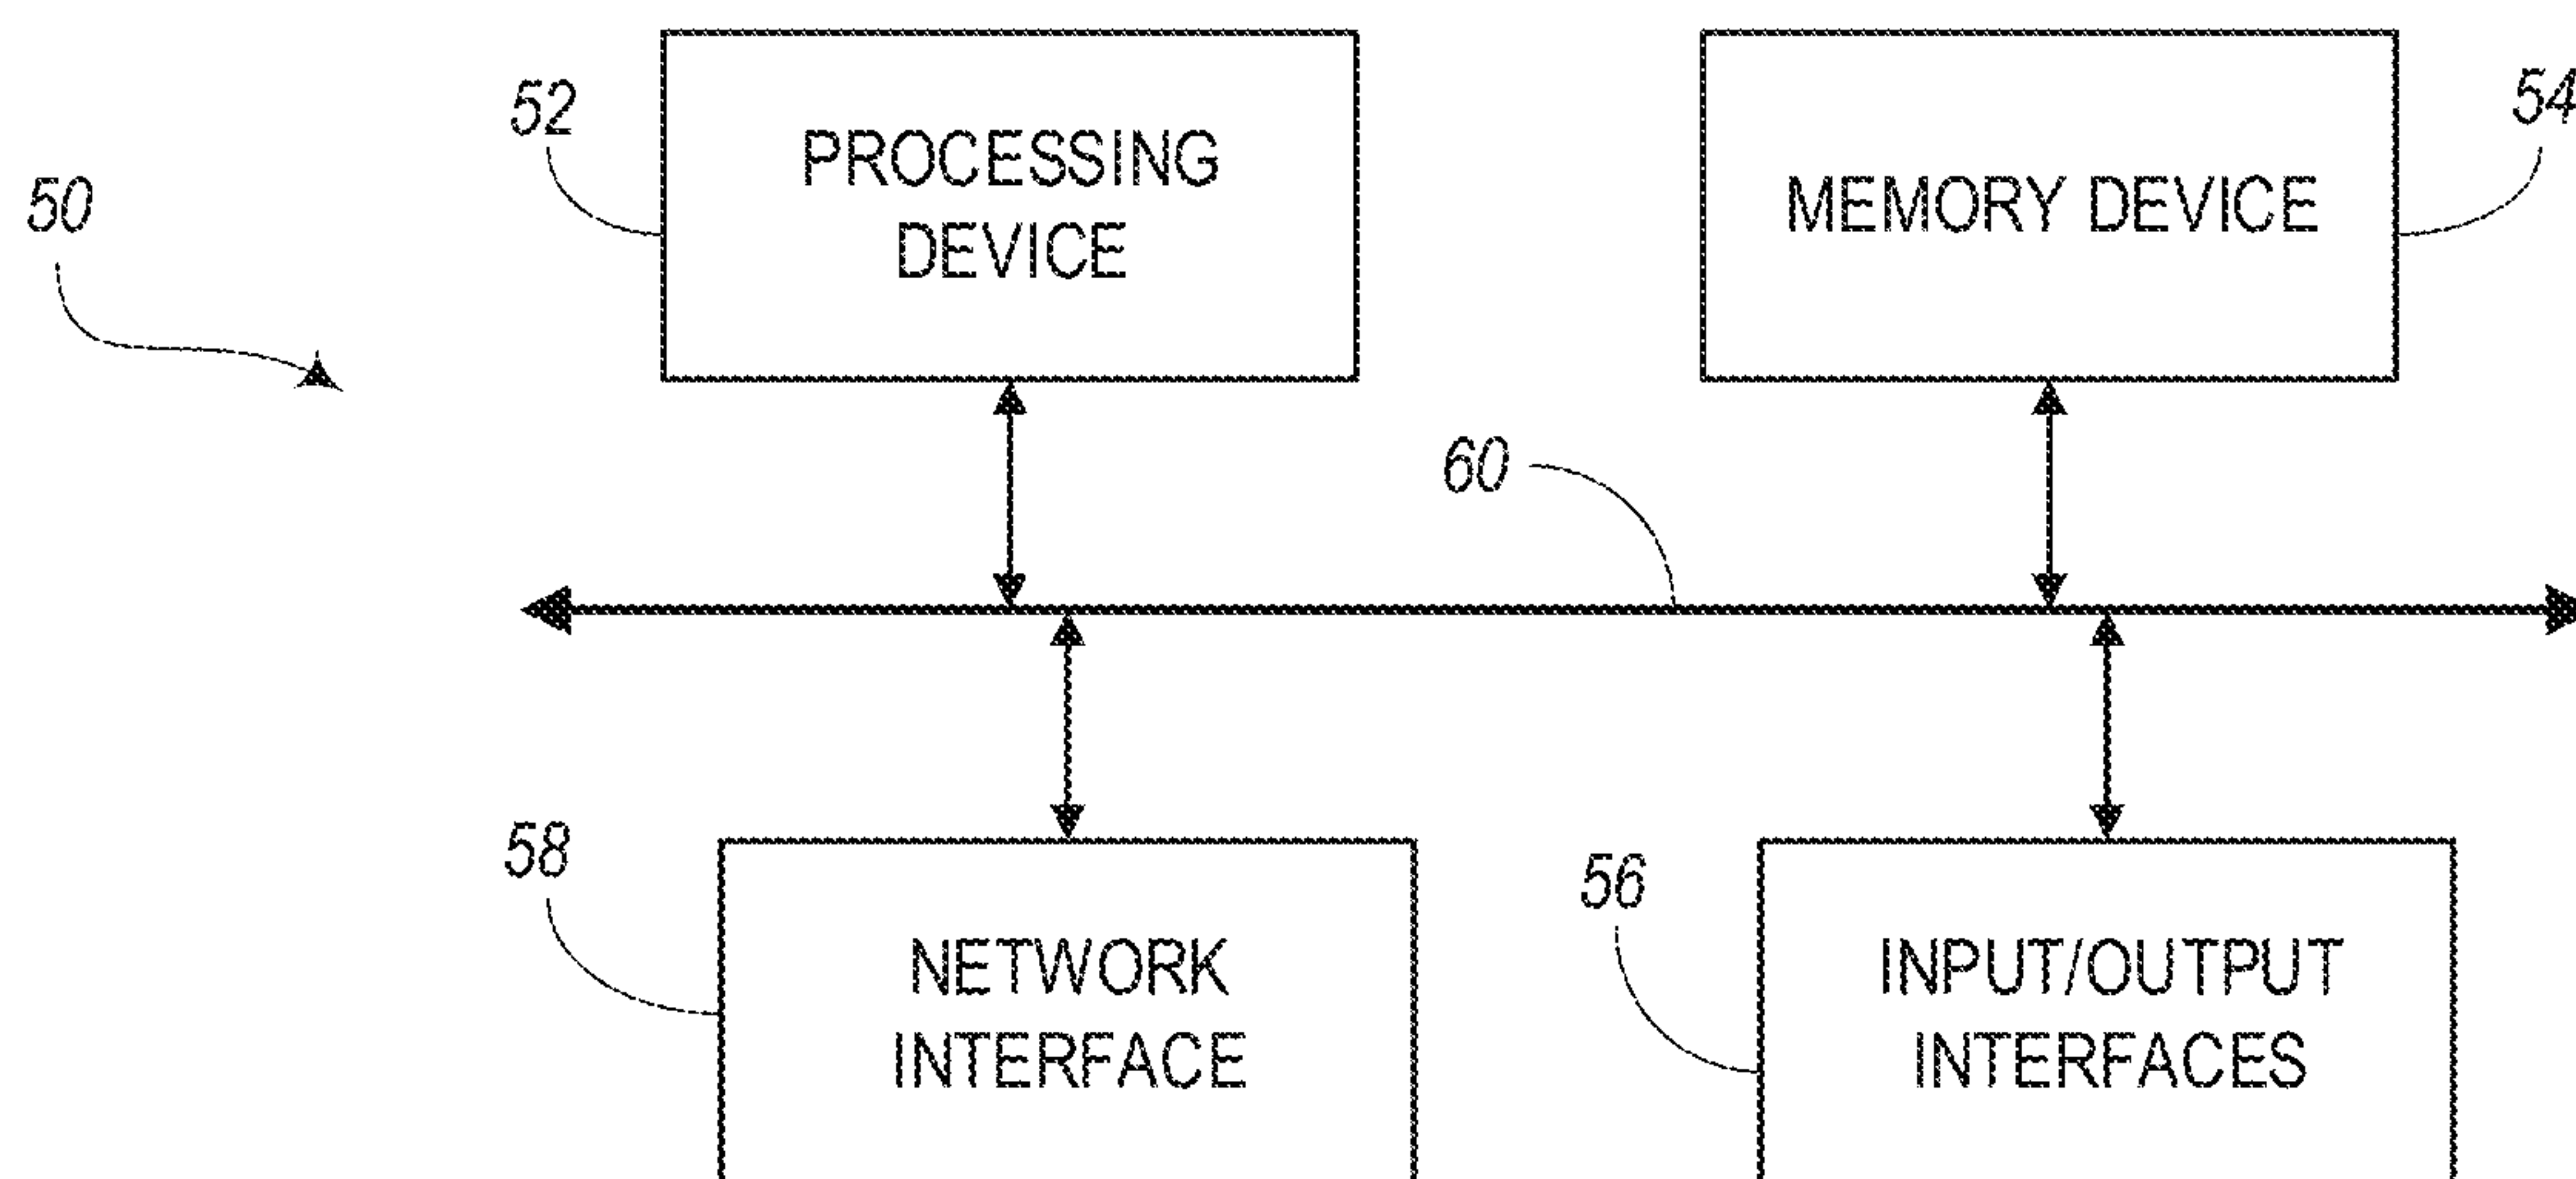 52
PROCESSING
DEVICE
MEMORY DEVICE
54
50
60
58
NETWORK
INTERFACE
56
INPUT/OUTPUT
INTERFACES